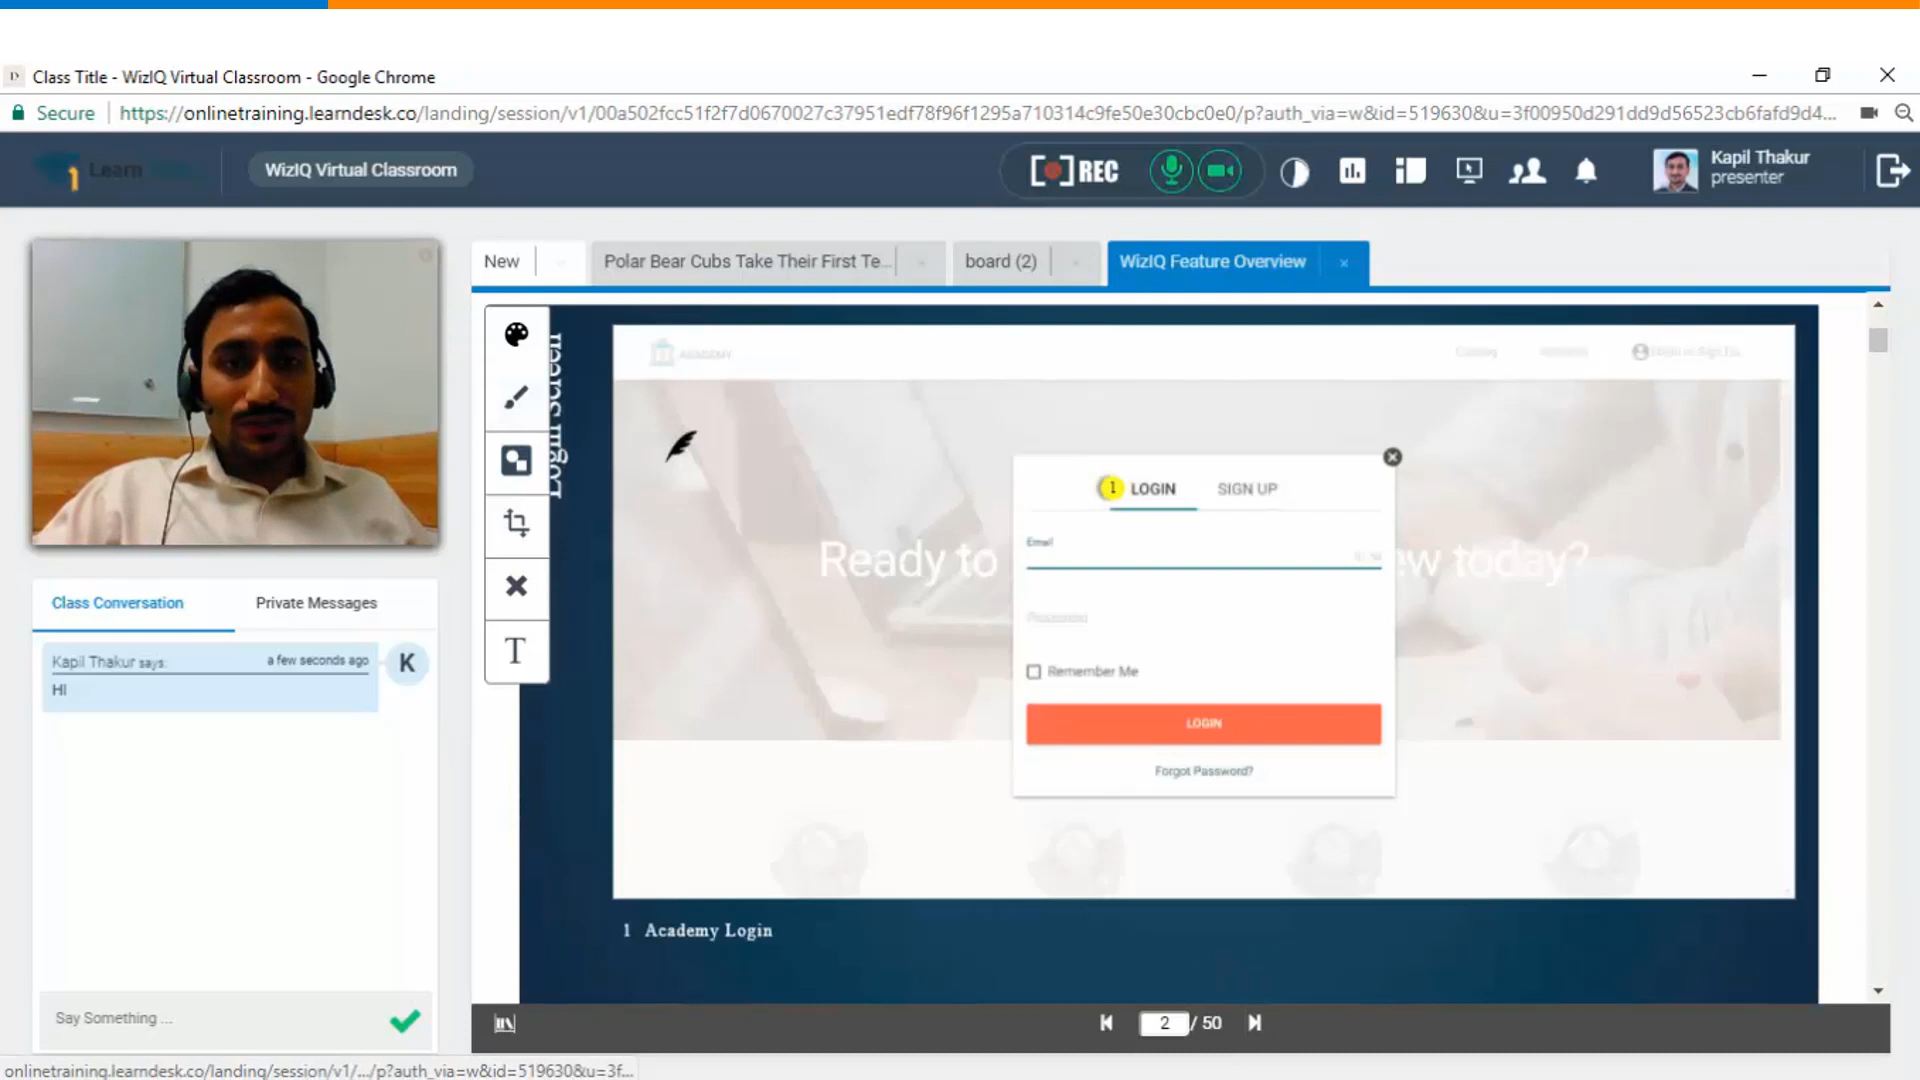 Class Title - WizIQ Virtual Classroom - Google Chrome
Secure https://onlinetraining.learndesk.co/landing/session/v1/00a502fcc51f2f7d0670027c37951edf78f96f1295a710314c9fe50e30cbc0e0/p?auth_via=w&id=519630&u=3f00950d291dd9d56523cb6fafd9d4...
Learn WizIQ Virtual Classroom REC Kapil Thakur
presenter
New Polar Bear Cubs Take Their First Te... board (2) WizIQ Feature Overview
Login Screen
ACADEMY
1 LOGIN SIGN UP
Email
Ready to ew today?
Password
Remember Me
LOGIN
Forgot Password?
1 Academy Login
Class Conversation Private Messages
Kapil Thakur says: a few seconds ago K
HI
Say Something ...
2 / 50
onlinetraining.learndesk.co/landing/session/v1/.../p?auth_via=w&id=519630&u=3f...